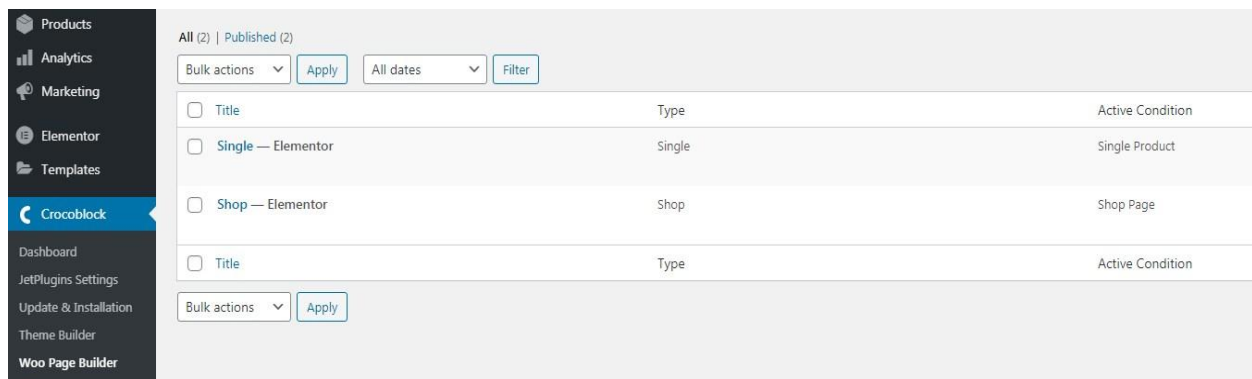 Products
Analytics
Marketing
Elementor
Templates
Crocoblock
Dashboard
JetPlugins Settings
Update & Installation
Theme Builder
Woo Page Builder
All (2) | Published (2)
Bulk actions Apply All dates Filter
Title Type Active Condition
Single — Elementor Single Single Product
Shop — Elementor Shop Shop Page
Title Type Active Condition
Bulk actions Apply